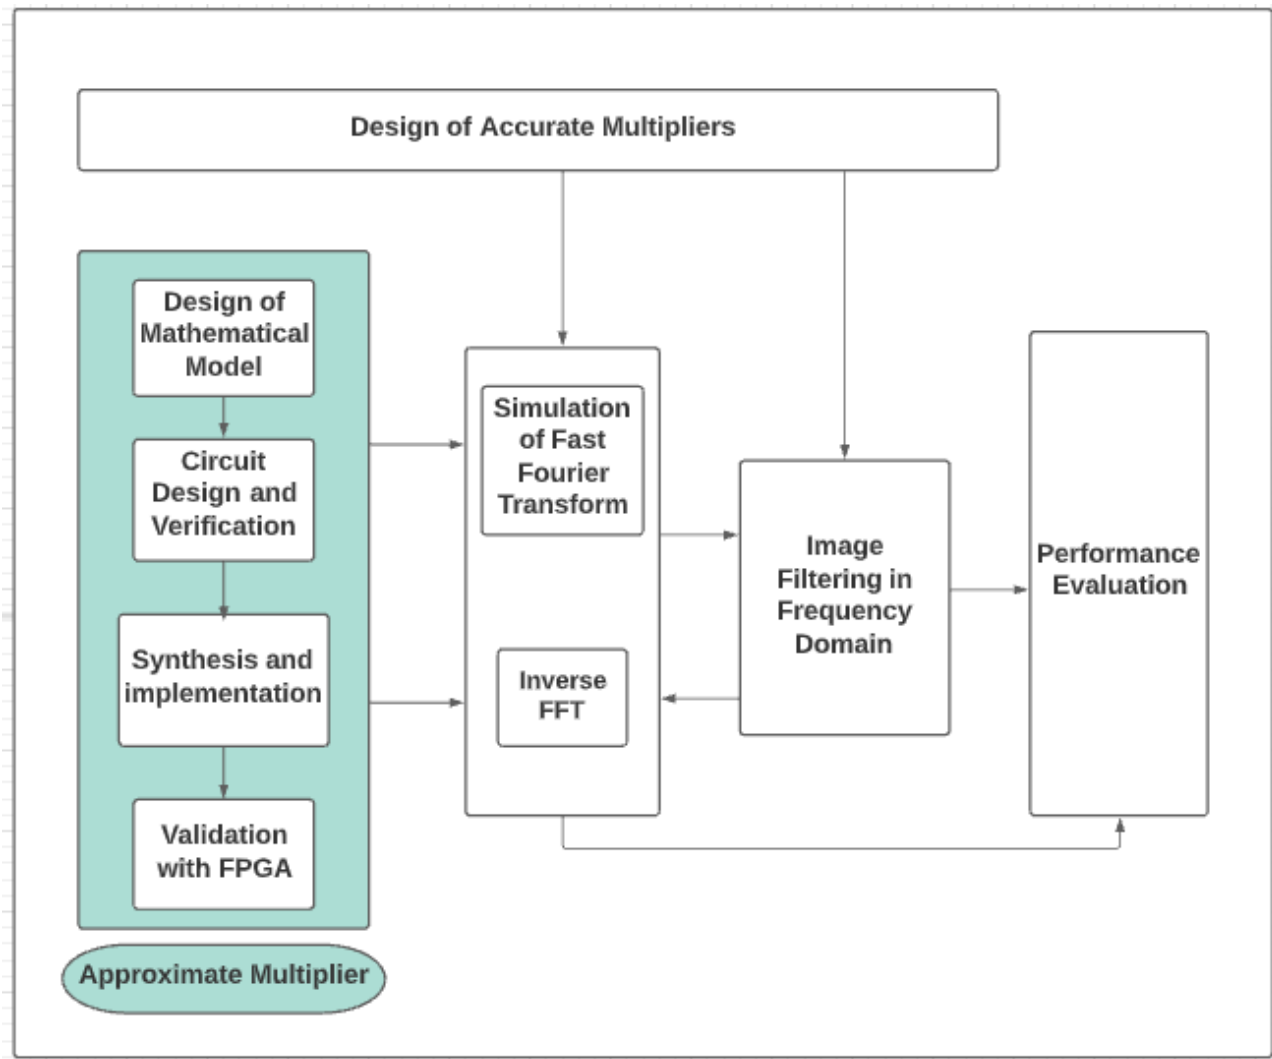 Design of Accurate Multipliers
Design of
Mathematical
Model
Circuit
Design and
Verification
Synthesis and
implementation
Validation
with FPGA
Approximate Multiplier
Simulation
of Fast
Fourier
Transform
Inverse
FFT
Image
Filtering in
Frequency
Domain
Performance
Evaluation